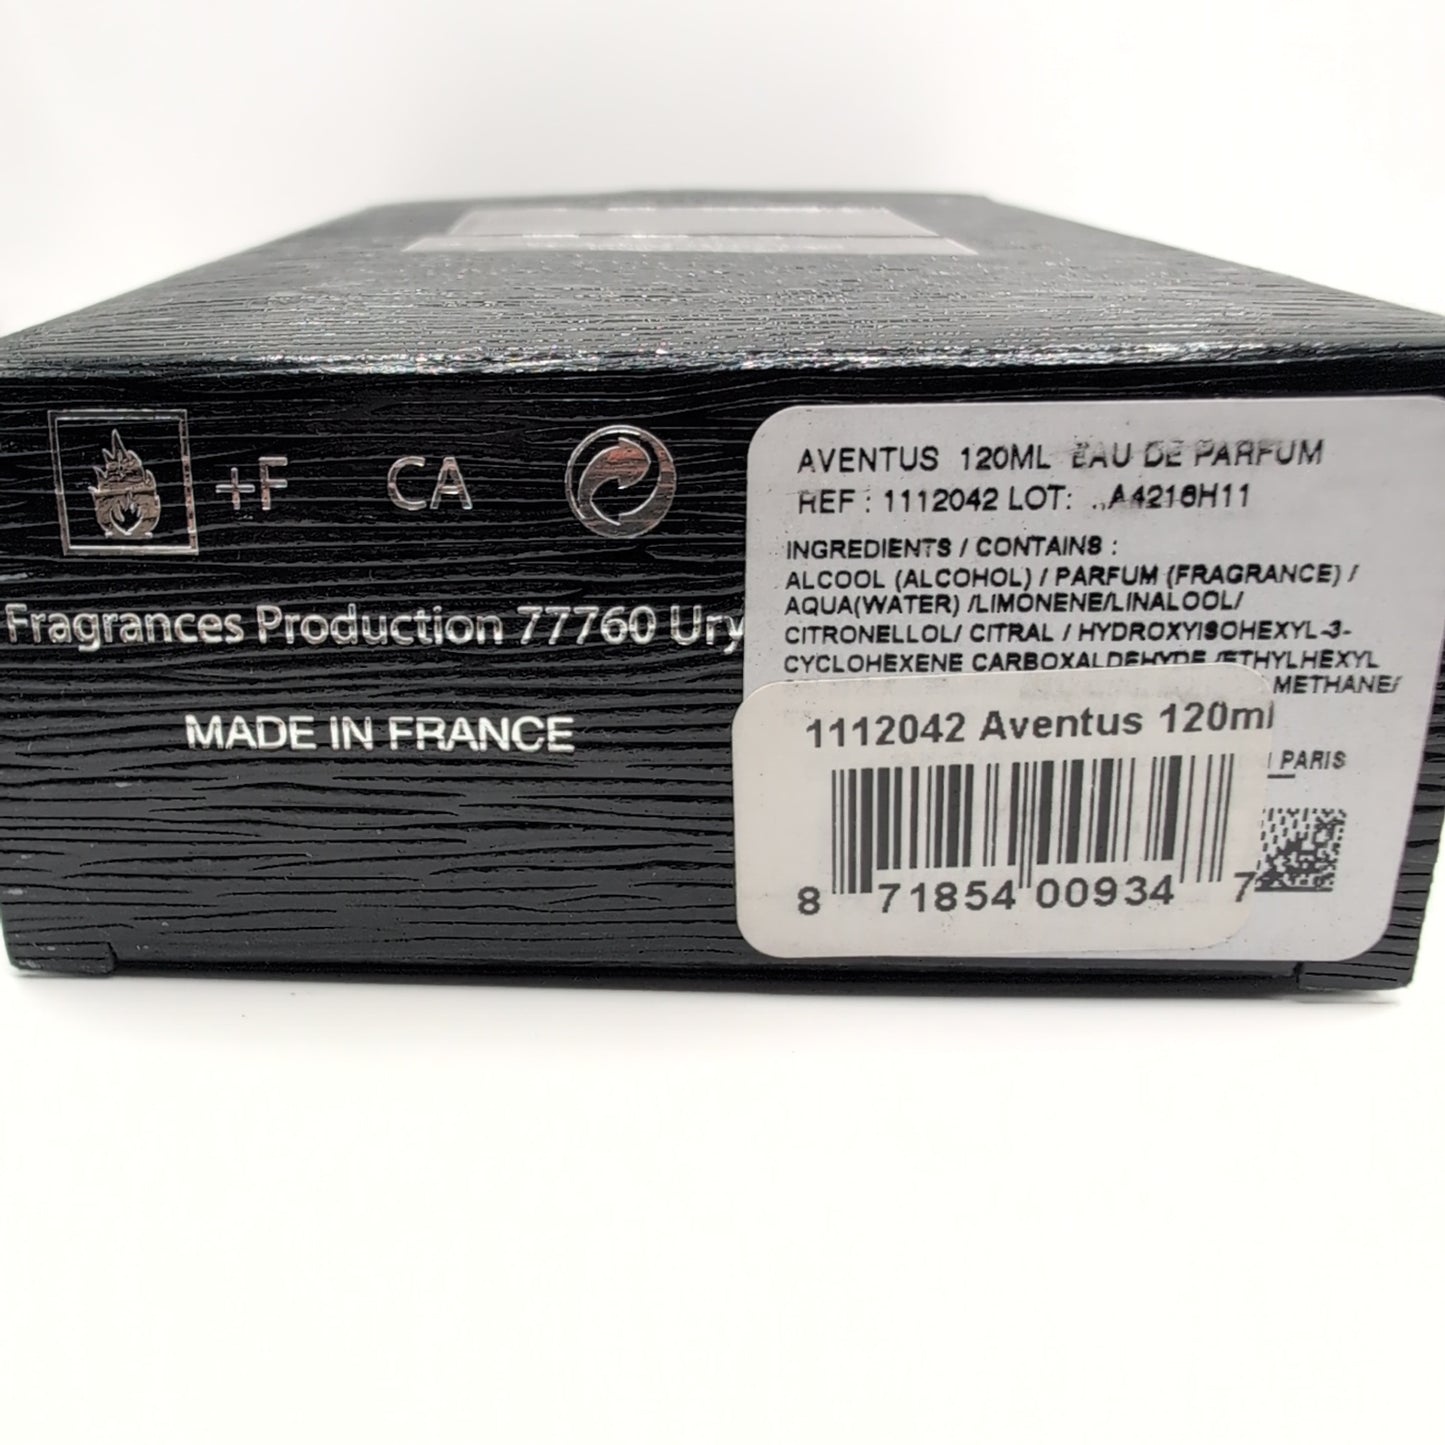 +F CA
Fragrances Production 77760 Ury
MADE IN FRANCE
AVENTUS 120ML EAU DE PARFUM
REF : 1112042 LOT: A4216H11
INGREDIENTS / CONTAINS :
ALCOOL (ALCOHOL) / PARFUM (FRAGRANCE) /
AQUA(WATER) /LIMONENE/LINALOOL/
CITRONELLOL/ CITRAL / HYDROXYISOHEXYL-3-
CYCLOHEXENE CARBOXALDEHYDE /ETHYLHEXYL
METHANE/
PARIS
1112042 Aventus 120ml
8 71854 00934 7